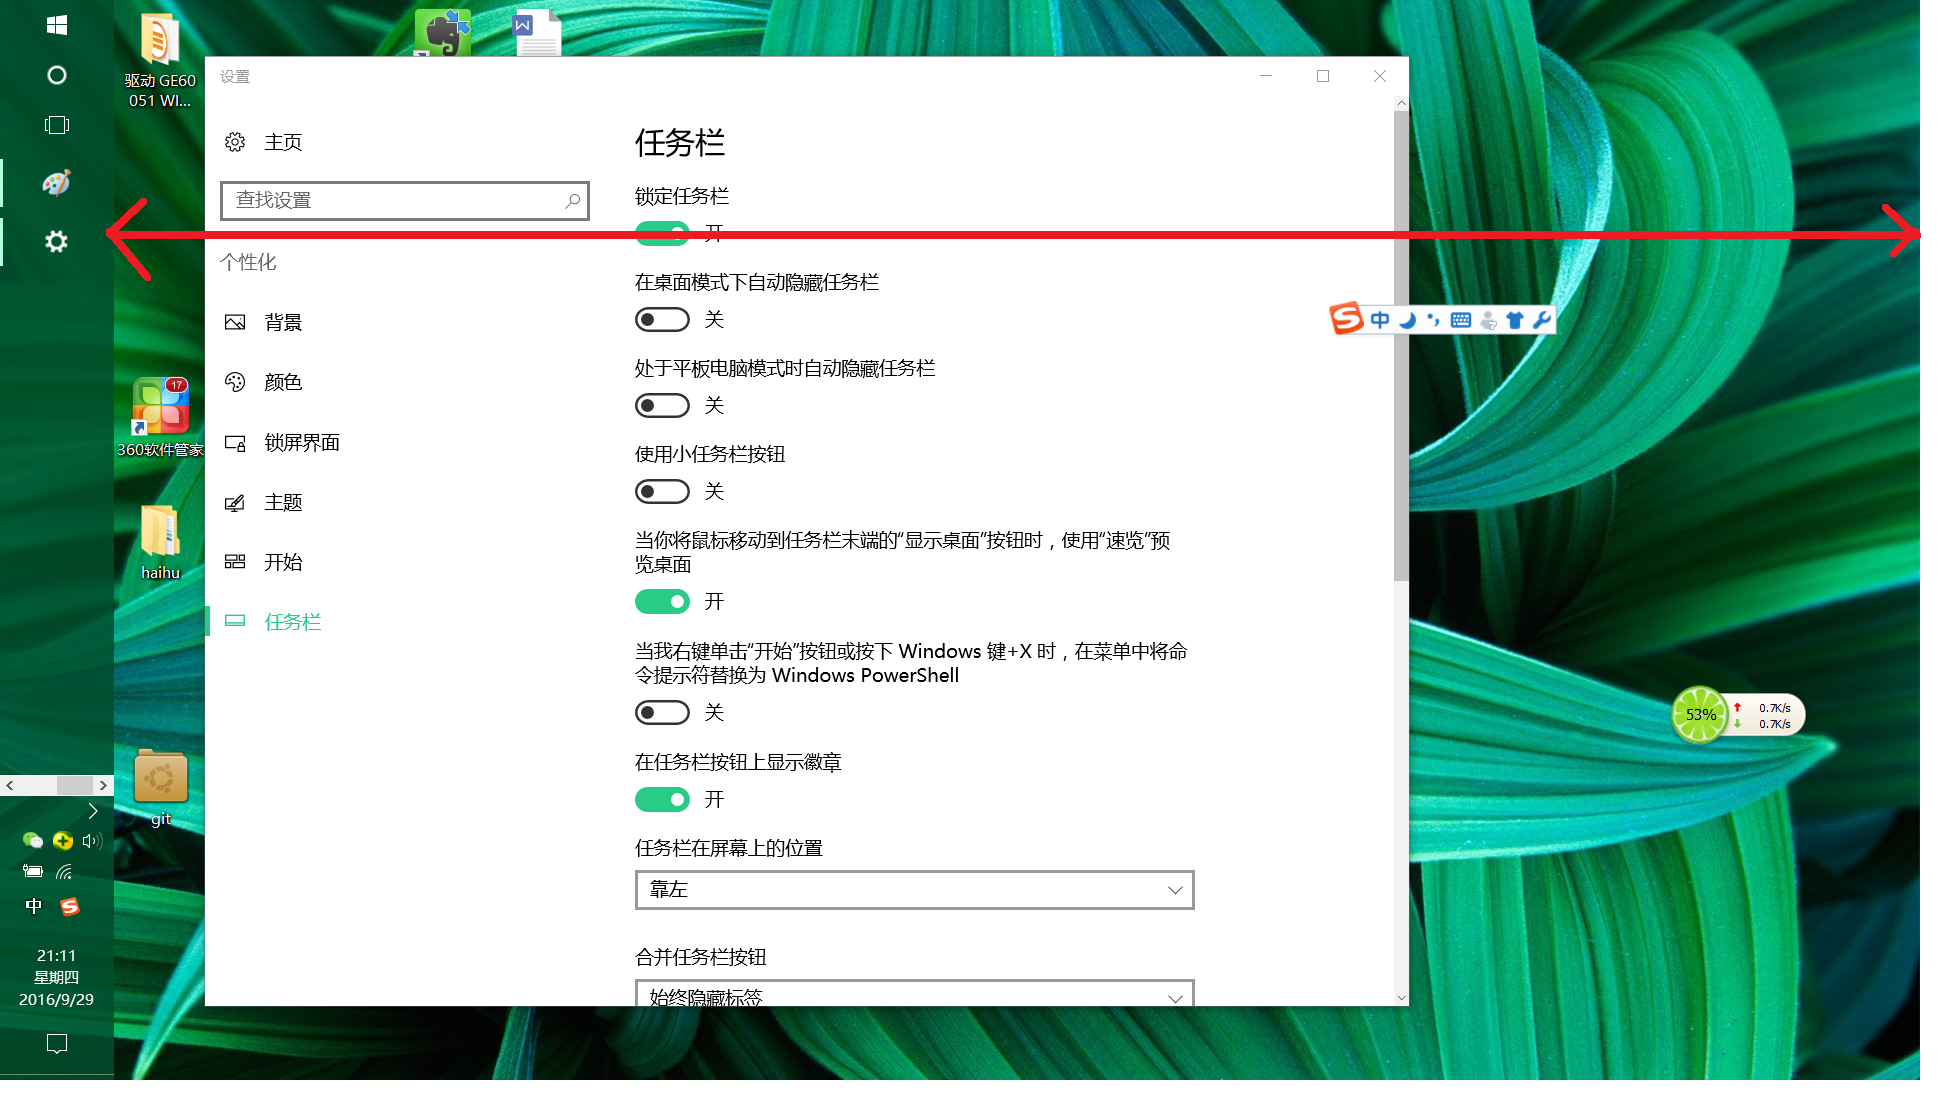 驱动 GE60
051 WI...
360软件管家
17
haihu
git
21:11
星期四
2016/9/29
中
设置
主页
查找设置
个性化
背景
颜色
锁屏界面
主题
开始
任务栏
任务栏
锁定任务栏
开
在桌面模式下自动隐藏任务栏
关
处于平板电脑模式时自动隐藏任务栏
关
使用小任务栏按钮
关
当你将鼠标移动到任务栏末端的“显示桌面”按钮时，使用“速览”预
览桌面
开
当我右键单击“开始”按钮或按下 Windows 键+X 时，在菜单中将命
令提示符替换为 Windows PowerShell
关
在任务栏按钮上显示徽章
开
任务栏在屏幕上的位置
靠左
合并任务栏按钮
始终隐藏标签
中
53%
0.7K/s
0.7K/s